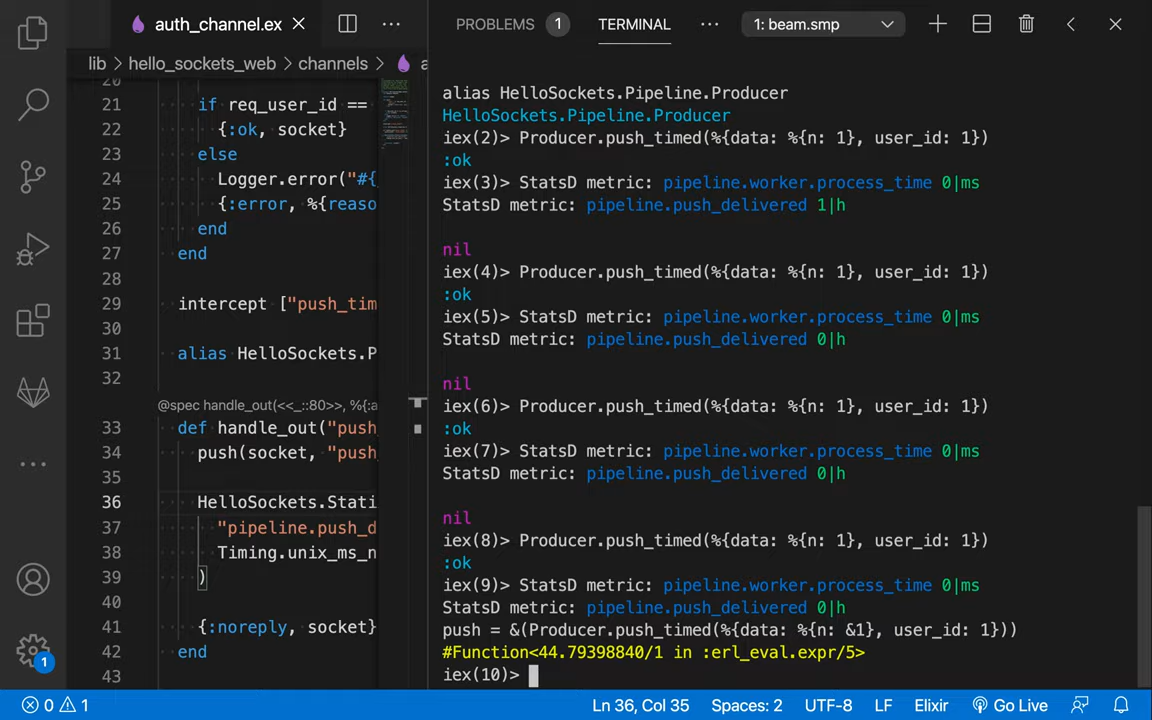 auth_channel.ex
PROBLEMS 1 TERMINAL 1: beam.smp
lib > hello_sockets_web > channels > a
20
21 if req_user_id ==
22 {:ok, socket}
23 else
24 Logger.error("#{
25 {:error, %{reaso
26 end
27 end
28
29 intercept ["push_tim
30
31 alias HelloSockets.P
32
@spec handle_out(<<_::80>>, %{:a
33 def handle_out("push
34 push(socket, "push
35
36 HelloSockets.Stati
37 "pipeline.push_d
38 Timing.unix_ms_n
39 )
40
41 {:noreply, socket}
42 end
43
alias HelloSockets.Pipeline.Producer
HelloSockets.Pipeline.Producer
iex(2)> Producer.push_timed(%{data: %{n: 1}, user_id: 1})
:ok
iex(3)> StatsD metric: pipeline.worker.process_time 0|ms
StatsD metric: pipeline.push_delivered 1|h
nil
iex(4)> Producer.push_timed(%{data: %{n: 1}, user_id: 1})
:ok
iex(5)> StatsD metric: pipeline.worker.process_time 0|ms
StatsD metric: pipeline.push_delivered 0|h
nil
iex(6)> Producer.push_timed(%{data: %{n: 1}, user_id: 1})
:ok
iex(7)> StatsD metric: pipeline.worker.process_time 0|ms
StatsD metric: pipeline.push_delivered 0|h
nil
iex(8)> Producer.push_timed(%{data: %{n: 1}, user_id: 1})
:ok
iex(9)> StatsD metric: pipeline.worker.process_time 0|ms
StatsD metric: pipeline.push_delivered 0|h
push = &(Producer.push_timed(%{data: %{n: &1}, user_id: 1}))
#Function<44.79398840/1 in :erl_eval.expr/5>
iex(10)>
1
0 1 Ln 36, Col 35 Spaces: 2 UTF-8 LF Elixir Go Live